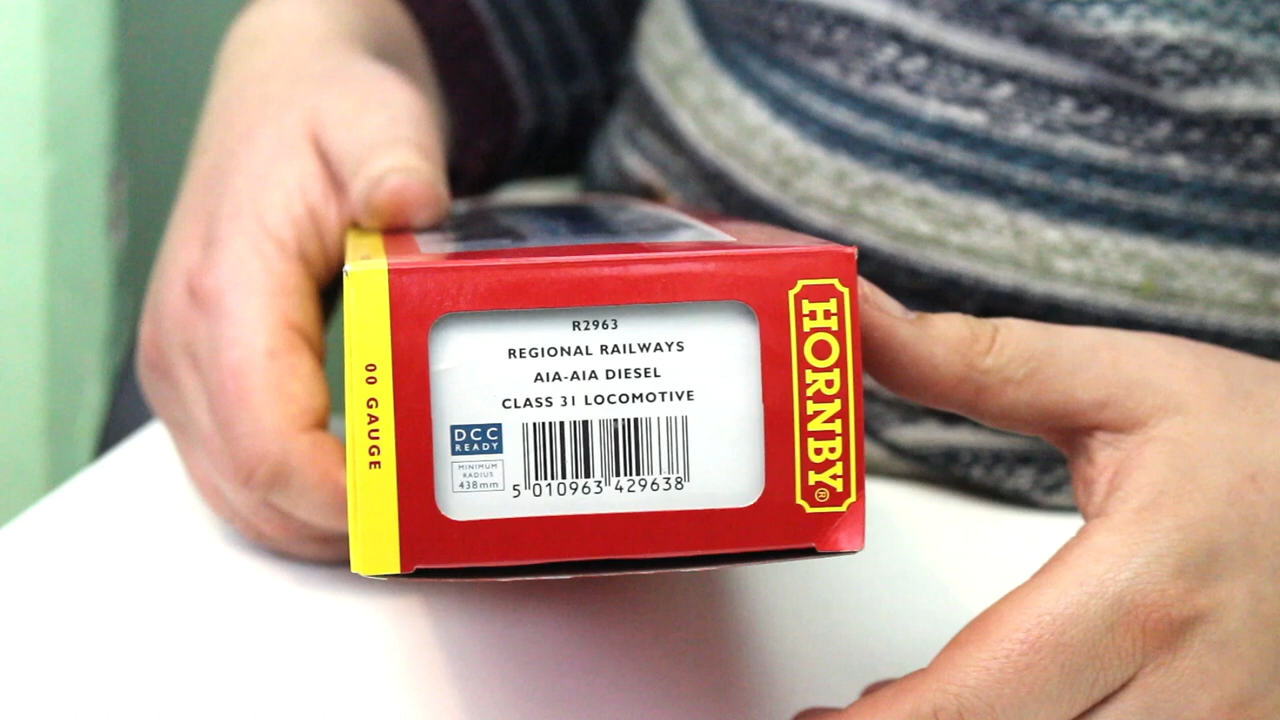 R2963
REGIONAL RAILWAYS
AIA-AIA DIESEL
CLASS 31 LOCOMOTIVE
DCC
READY
MINIMUM
RADIUS
438mm
5 010963 429638
00 GAUGE
HORNBY®